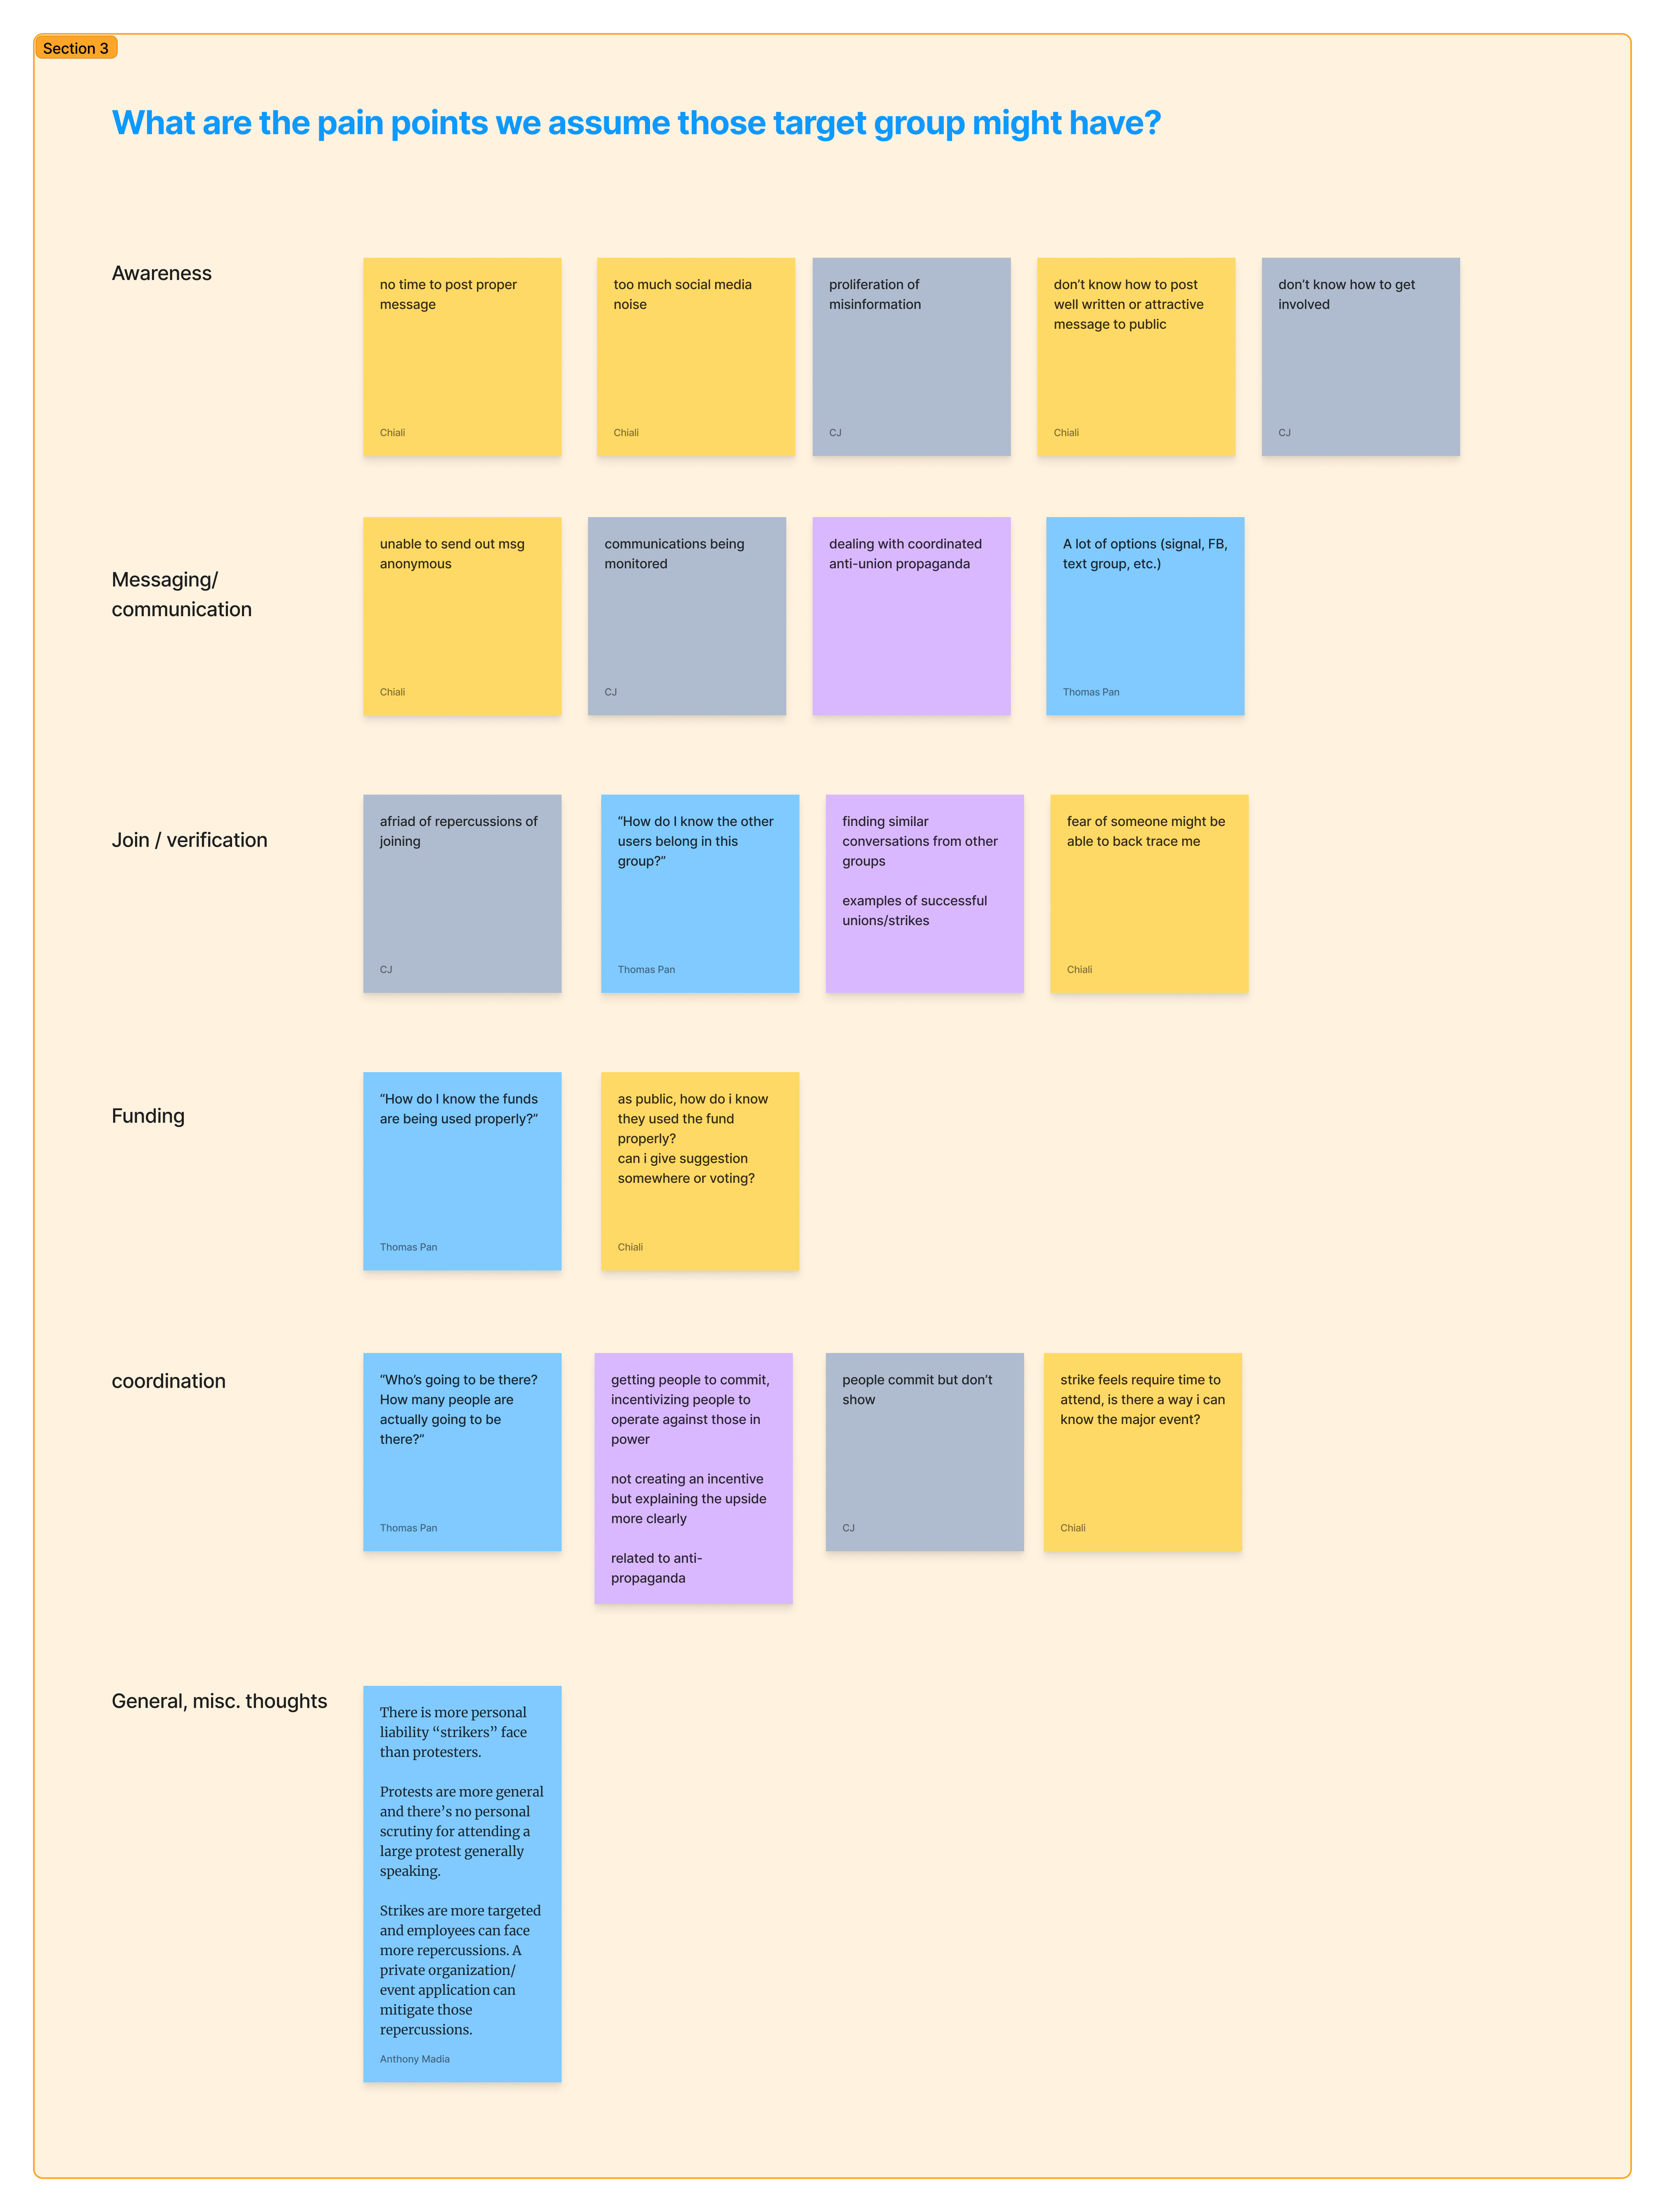 Section 3
What are the pain points we assume those target group might have?
Awareness
no time to post proper
message
Chiali
too much social media
noise
Chiali
proliferation of
misinformation
CJ
don’t know how to post
well written or attractive
message to public
Chiali
don’t know how to get
involved
CJ
Messaging/
communication
unable to send out msg
anonymous
Chiali
communications being
monitored
CJ
dealing with coordinated
anti-union propaganda
A lot of options (signal, FB,
text group, etc.)
Thomas Pan
Join / verification
afriad of repercussions of
joining
CJ
“How do I know the other
users belong in this
group?”
Thomas Pan
finding similar
conversations from other
groups
examples of successful
unions/strikes
fear of someone might be
able to back trace me
Chiali
Funding
“How do I know the funds
are being used properly?”
Thomas Pan
as public, how do i know
they used the fund
properly?
can i give suggestion
somewhere or voting?
Chiali
coordination
“Who’s going to be there?
How many people are
actually going to be
there?”
Thomas Pan
getting people to commit,
incentivizing people to
operate against those in
power
not creating an incentive
but explaining the upside
more clearly
related to anti-
propaganda
people commit but don’t
show
CJ
strike feels require time to
attend, is there a way i can
know the major event?
Chiali
General, misc. thoughts
There is more personal
liability “strikers” face
than protesters.
Protests are more general
and there’s no personal
scrutiny for attending a
large protest generally
speaking.
Strikes are more targeted
and employees can face
more repercussions. A
private organization/
event application can
mitigate those
repercussions.
Anthony Madia